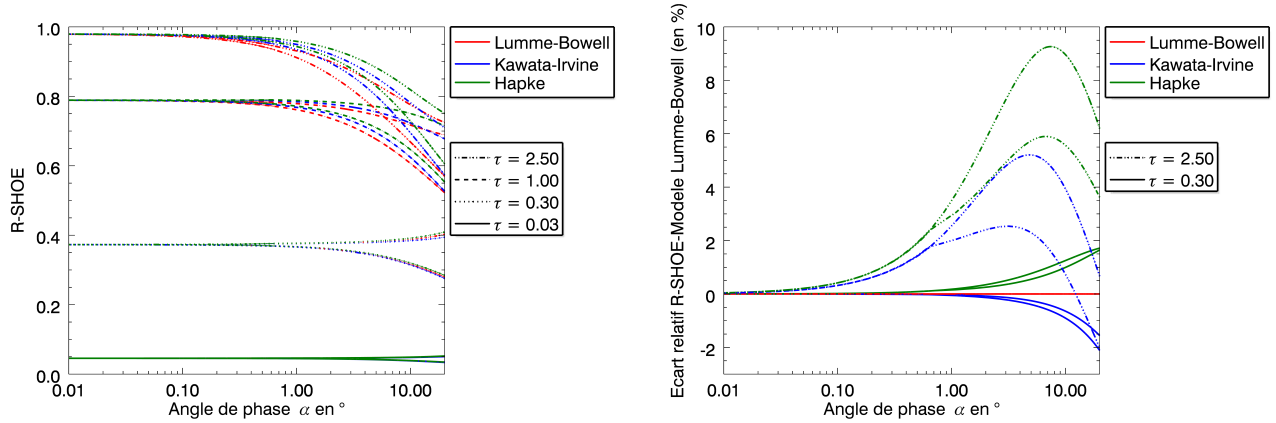 1.0
0.8
0.6
0.4
0.2
0.0
R-SHOE
0.01
0.10
1.00
10.00
Angle de phase α en °
Lumme-Bowell
Kawata-Irvine
Hapke
τ = 2.50
τ = 1.00
τ = 0.30
τ = 0.03
Ecart relatif R-SHOE-Modele Lumme-Bowell (en %)
10
8
6
4
2
0
-2
0.01
0.10
1.00
10.00
Angle de phase α en °
Lumme-Bowell
Kawata-Irvine
Hapke
τ = 2.50
τ = 0.30